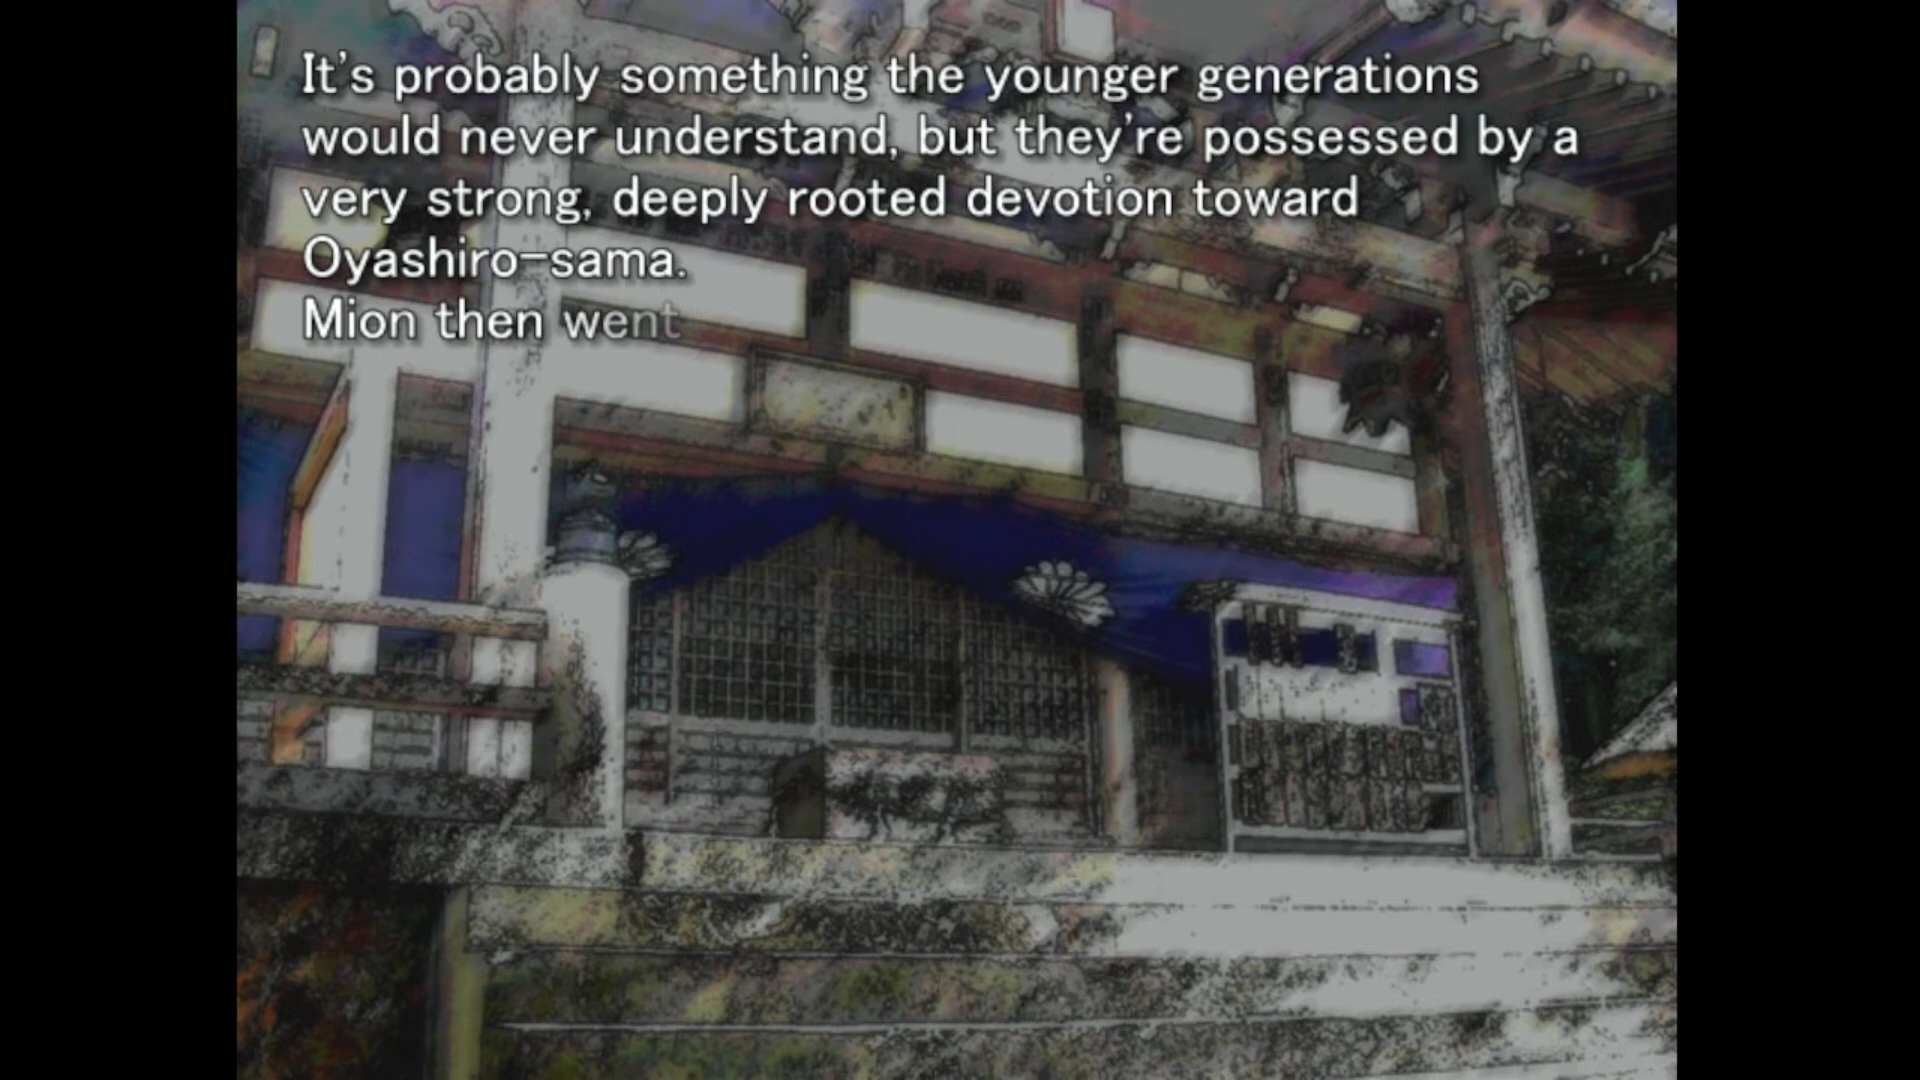 It's probably something the younger generations
would never understand, but they're possessed by a
very strong, deeply rooted devotion toward
Oyashiro-sama.
Mion then went